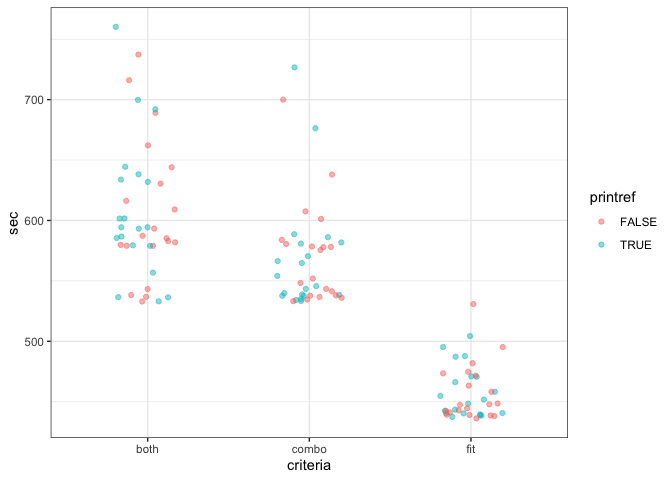 700
600
500
sec
both
combo
fit
criteria
printref
FALSE
TRUE